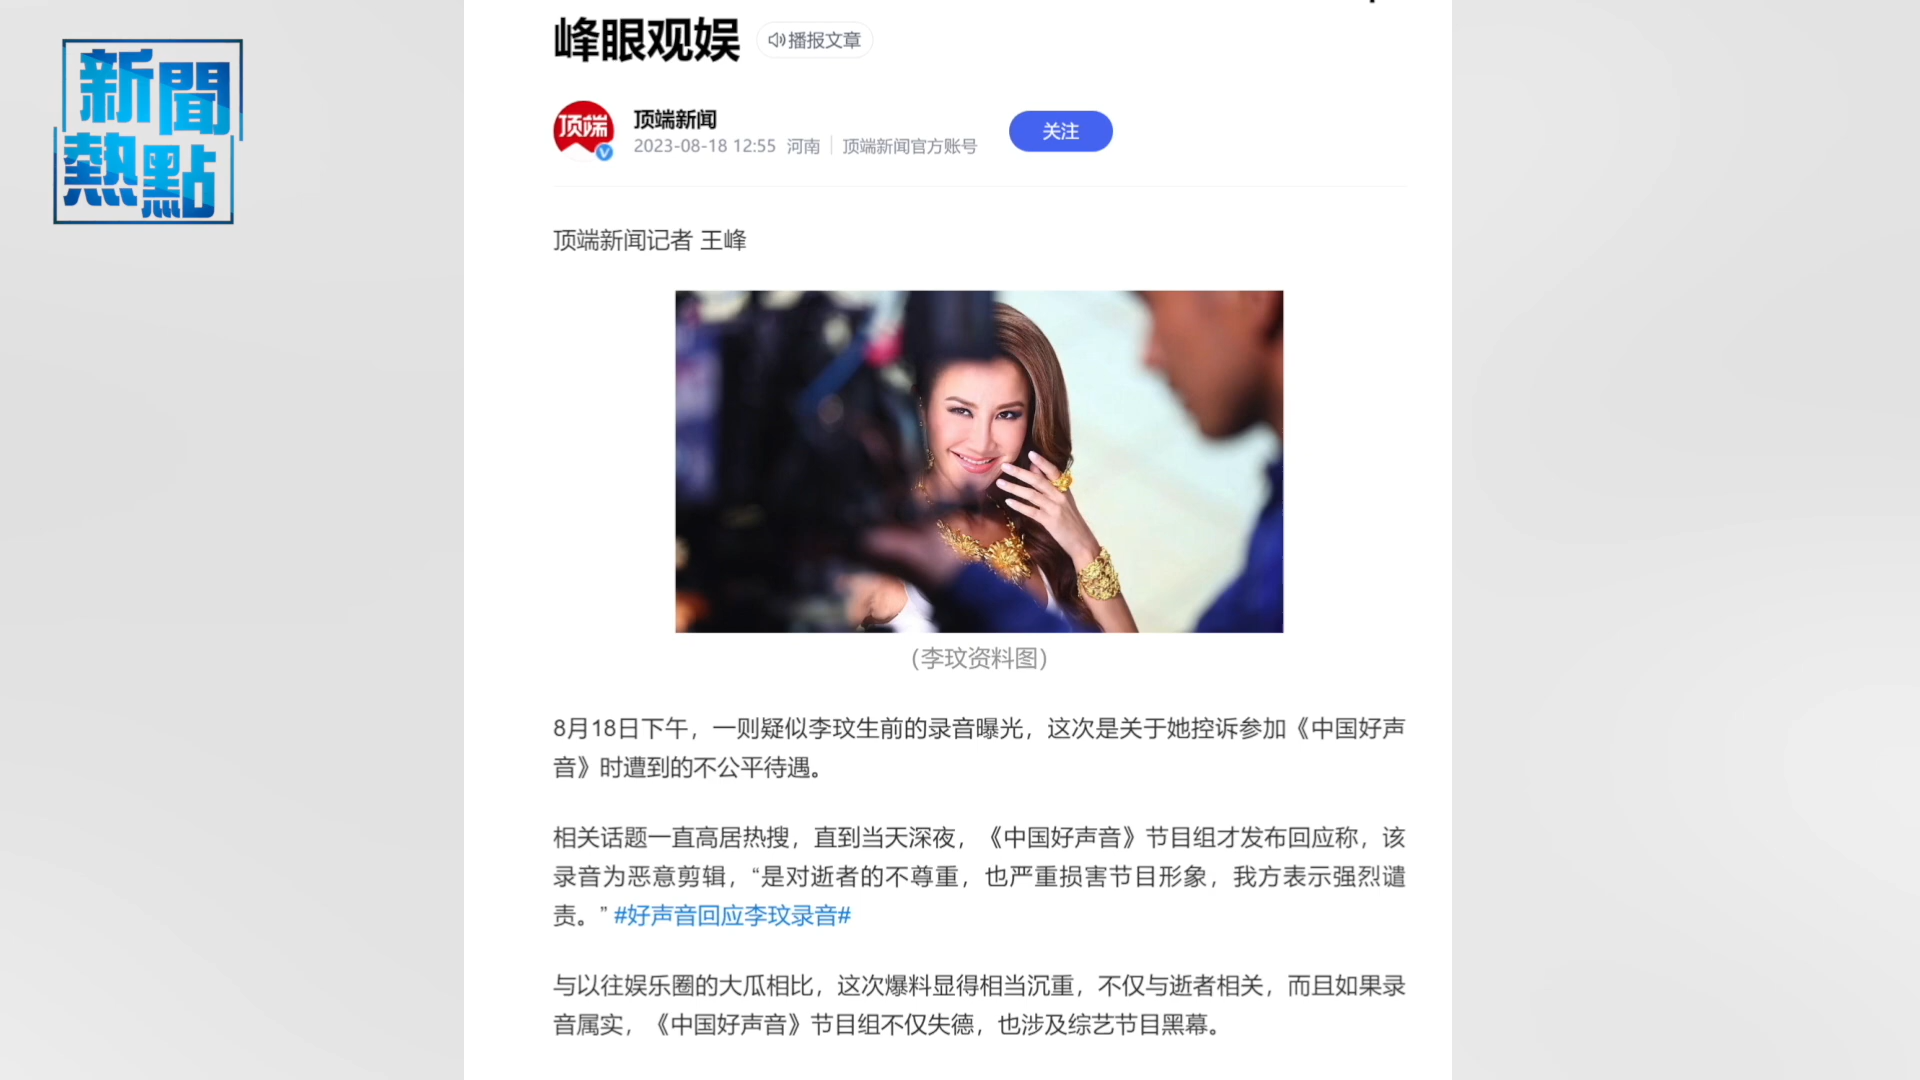 新聞
熱點
峰眼观娱
播报文章
顶端
顶端新闻
2023-08-18 12:55 河南 顶端新闻官方账号
关注
顶端新闻记者 王峰
（李玟资料图）
8月18日下午，一则疑似李玟生前的录音曝光，这次是关于她控诉参加《中国好声
音》时遭到的不公平待遇。
相关话题一直高居热搜，直到当天深夜，《中国好声音》节目组才发布回应称，该
录音为恶意剪辑，“是对逝者的不尊重，也严重损害节目形象，我方表示强烈谴
责。” #好声音回应李玟录音#
与以往娱乐圈的大瓜相比，这次爆料显得相当沉重，不仅与逝者相关，而且如果录
音属实，《中国好声音》节目组不仅失德，也涉及综艺节目黑幕。